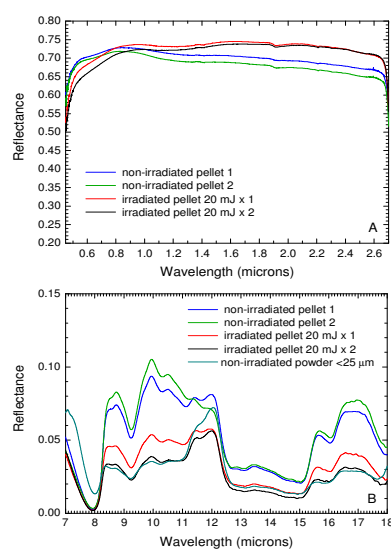 0.80
0.75
0.70
0.65
0.60
0.55
0.50
0.45
0.40
0.35
0.30
0.25
0.20
Reflectance
non-irradiated pellet 1
non-irradiated pellet 2
irradiated pellet 20 mJ x 1
irradiated pellet 20 mJ x 2
A
0.6 0.8 1.0 1.2 1.4 1.6 1.8 2.0 2.2 2.4 2.6
Wavelength (microns)
0.15
0.10
0.05
0.00
Reflectance
non-irradiated pellet 1
non-irradiated pellet 2
irradiated pellet 20 mJ x 1
irradiated pellet 20 mJ x 2
non-irradiated powder <25 μm
B
7 8 9 10 11 12 13 14 15 16 17 18
Wavelength (microns)